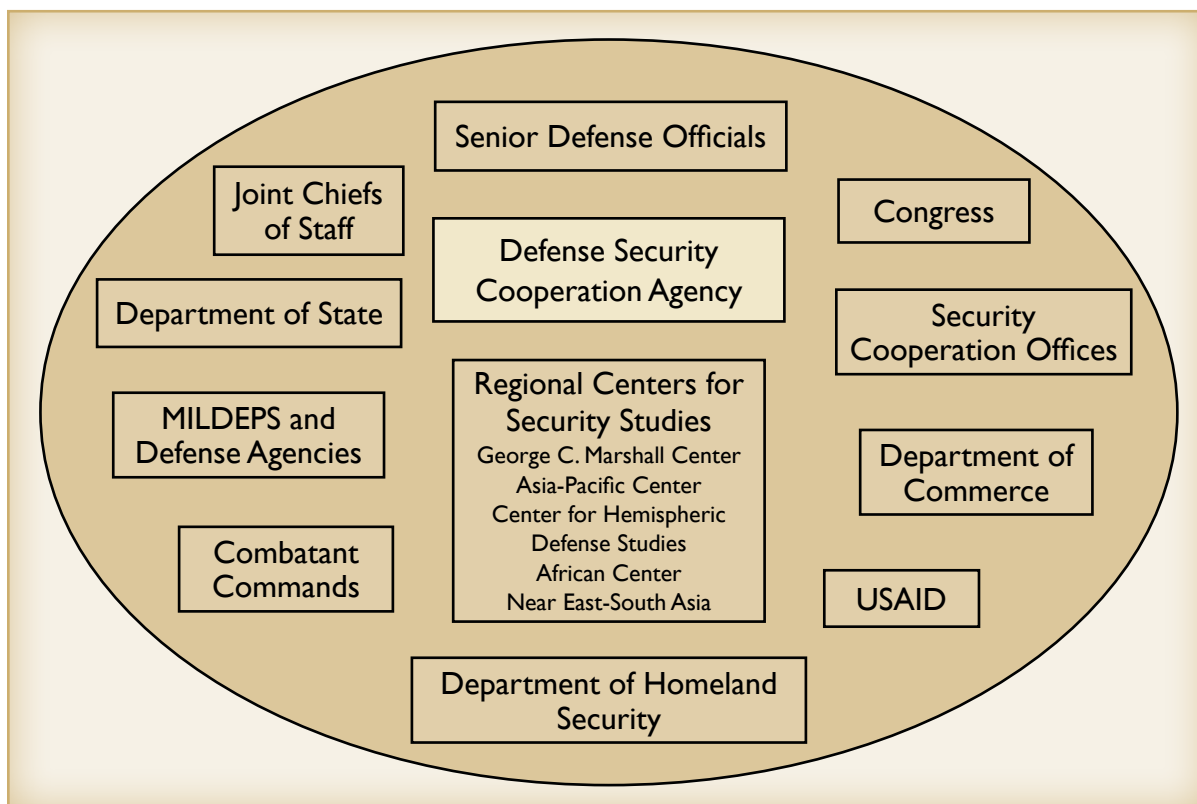 Senior Defense Officials
Joint Chiefs
of Staff
Congress
Defense Security
Cooperation Agency
Department of State
Security
Cooperation Offices
Regional Centers for
Security Studies
George C. Marshall Center
Asia-Pacific Center
Center for Hemispheric
Defense Studies
African Center
Near East-South Asia
MILDEPS and
Defense Agencies
Department of
Commerce
Combatant
Commands
USAID
Department of Homeland
Security